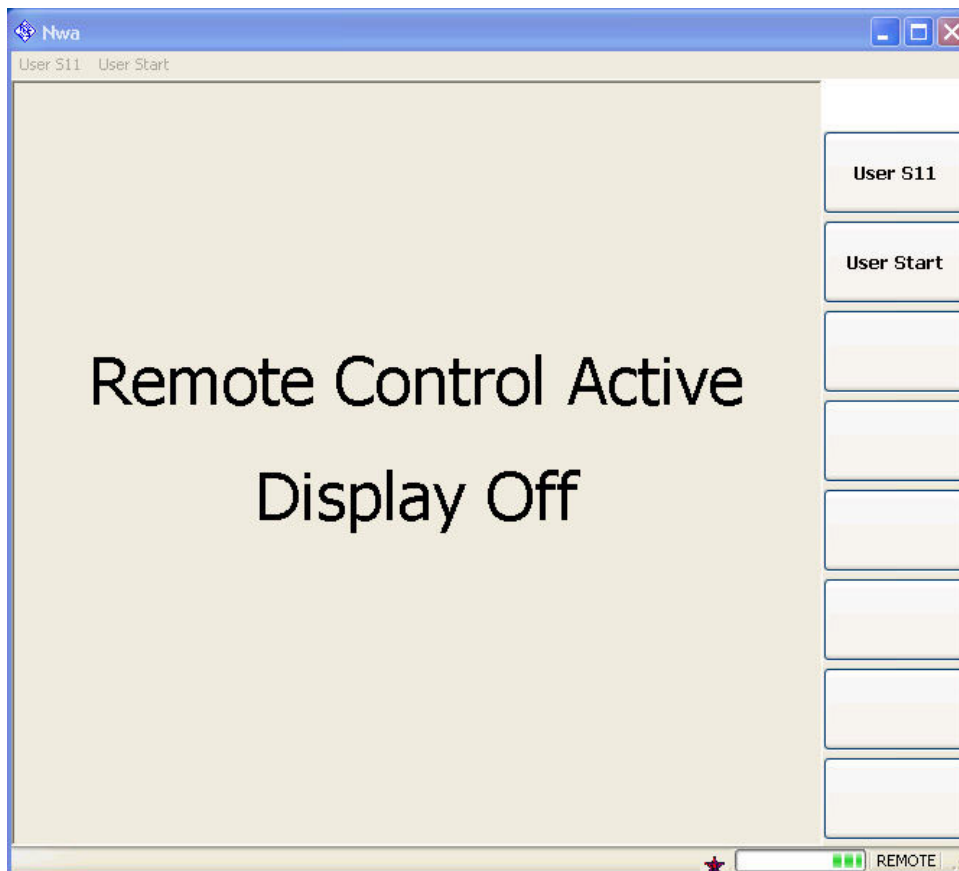 Nwa
User S11 User Start
User S11
User Start
Remote Control Active
Display Off
REMOTE